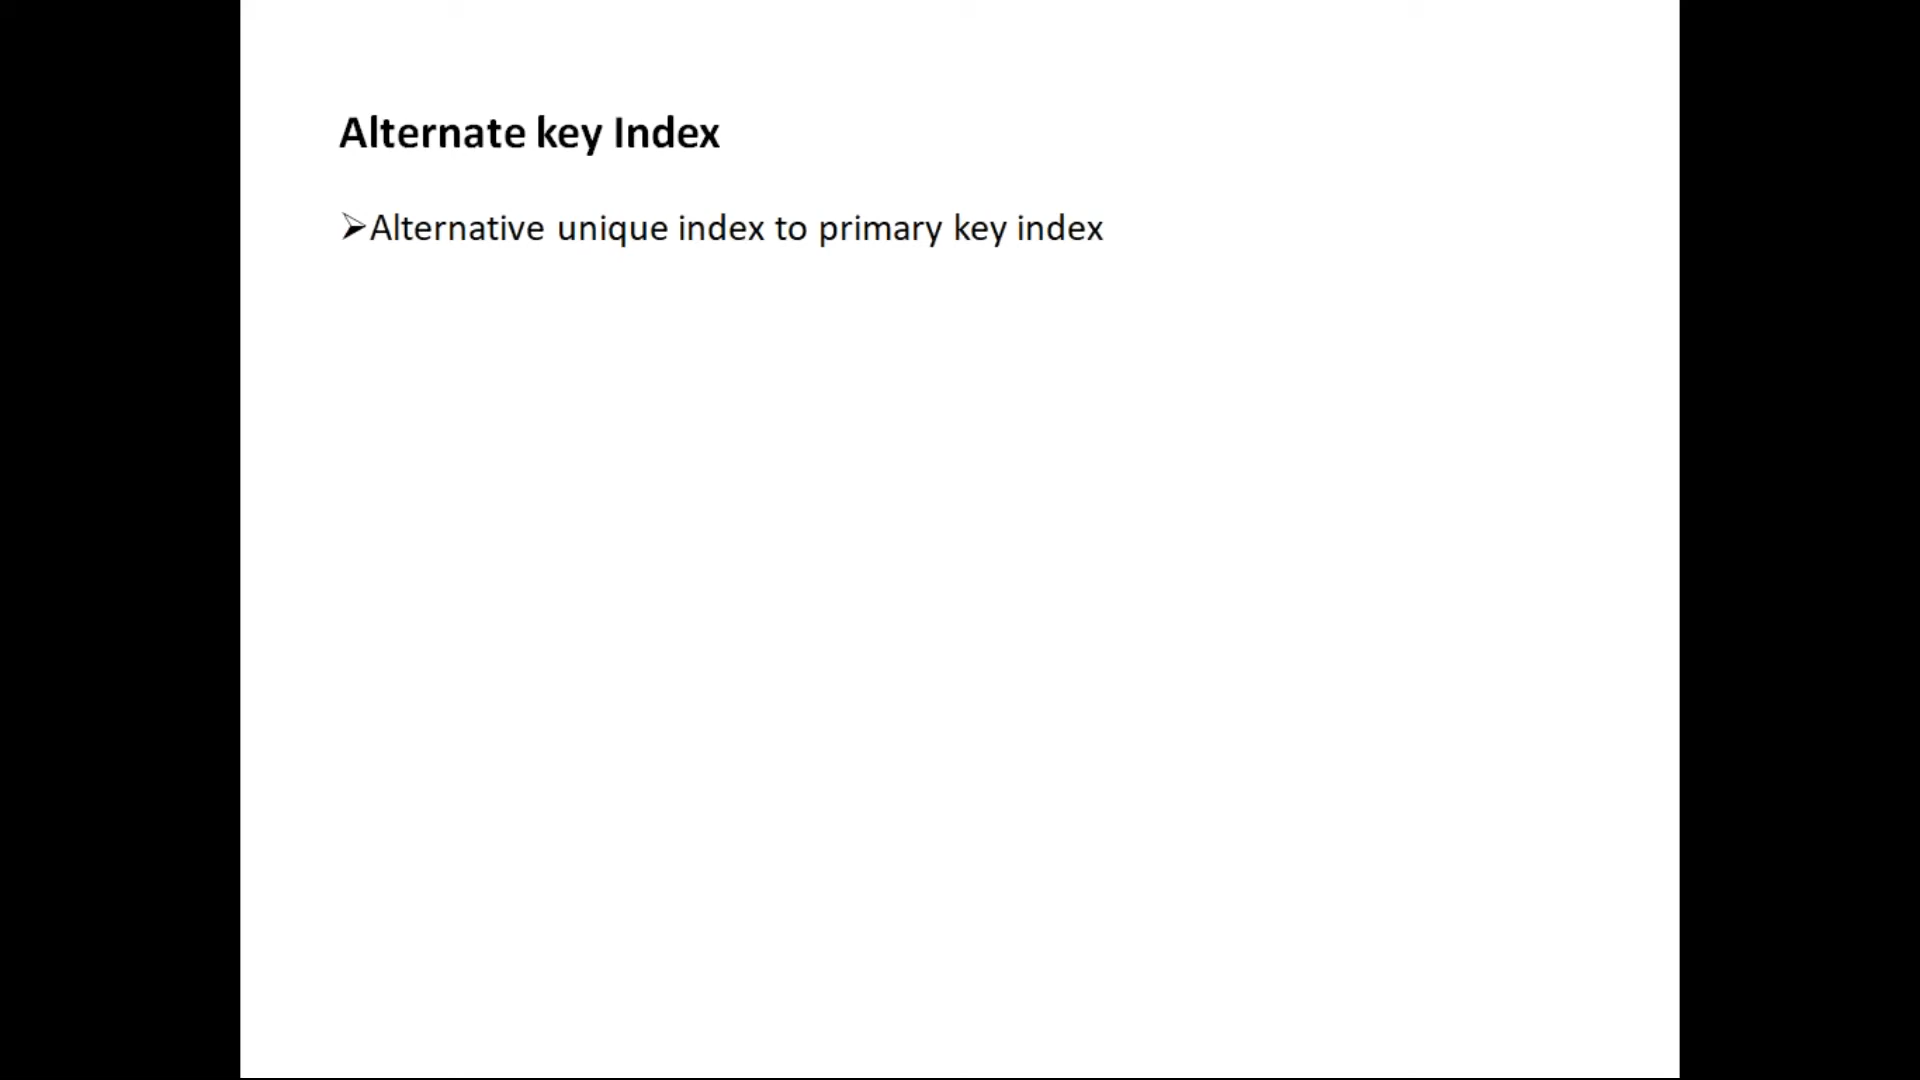 Alternate key Index
➢Alternative unique index to primary key index